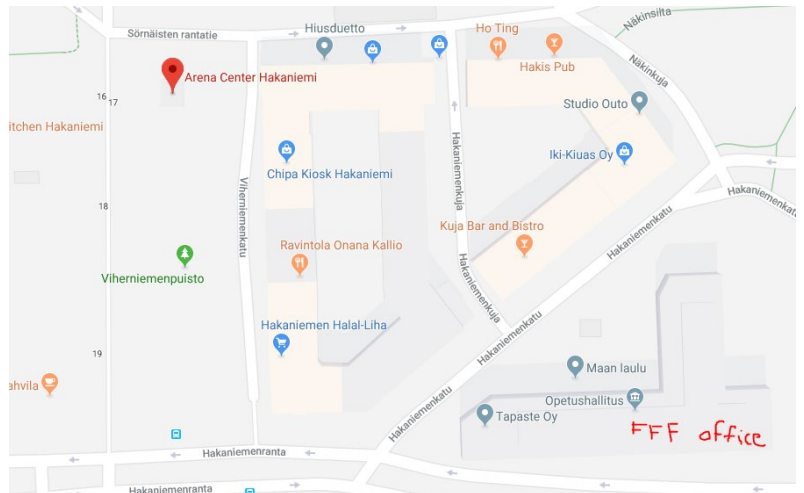 Sörnäisten rantatie
Hiusduetto
Ho Ting
Hakis Pub
Näkinsilta
Näkinkuja
Arena Center Hakaniemi
16
17
Studio Outo
itchen Hakaniemi
Iki-Kiuas Oy
Chipa Kiosk Hakaniemi
Hakaniemenkuja
Viherniemenkatu
Hakaniemenkatu
18
Kuja Bar and Bistro
Hakaniemenkatu
Ravintola Onana Kallio
Viherniemenpuisto
Hakaniemenkuja
Hakaniemen Halal-Liha
Hakaniemenkatu
19
Maan laulu
ahvila
Opetushallitus
Tapaste Oy
Hakaniemenkatu
FFF office
Hakaniemenranta
Hakaniemenranta